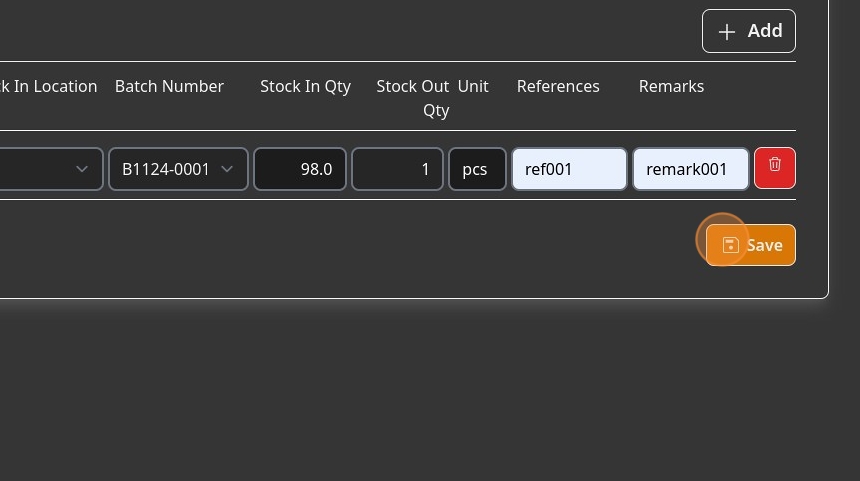 Add
k In Location Batch Number Stock In Qty Stock Out Qty Unit References Remarks
B1124-0001 98.0 1 pcs ref001 remark001
Save